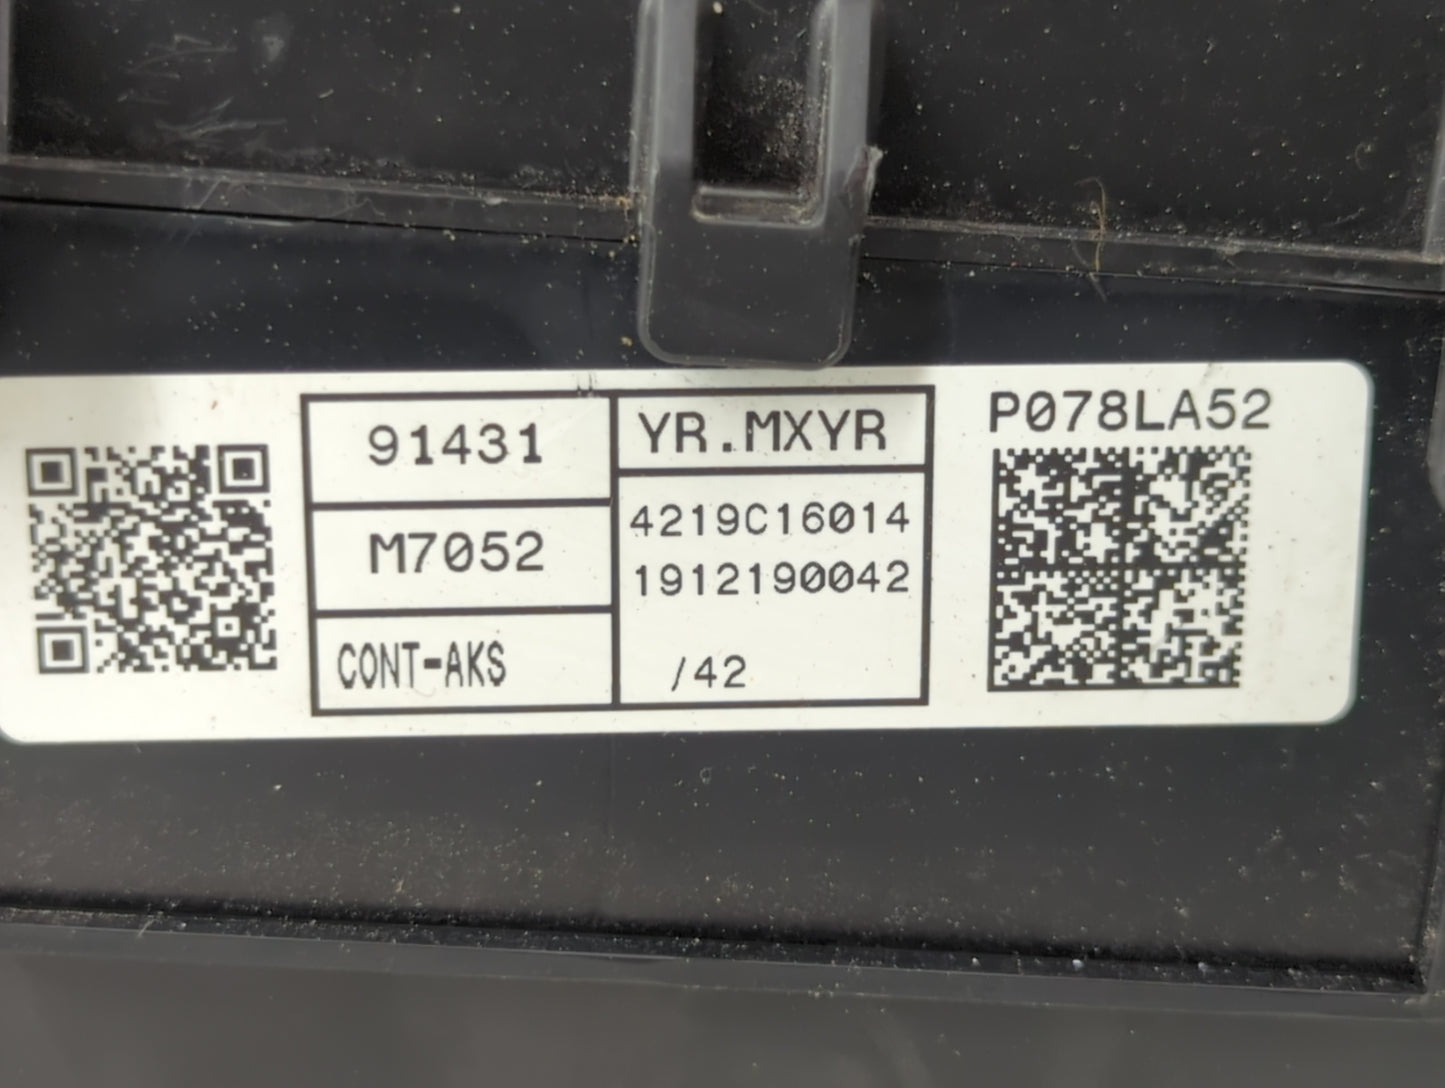 91431
M7052
CONT-AKS
YR.MXYR
4219C16014
1912190042
/42
P078LA52